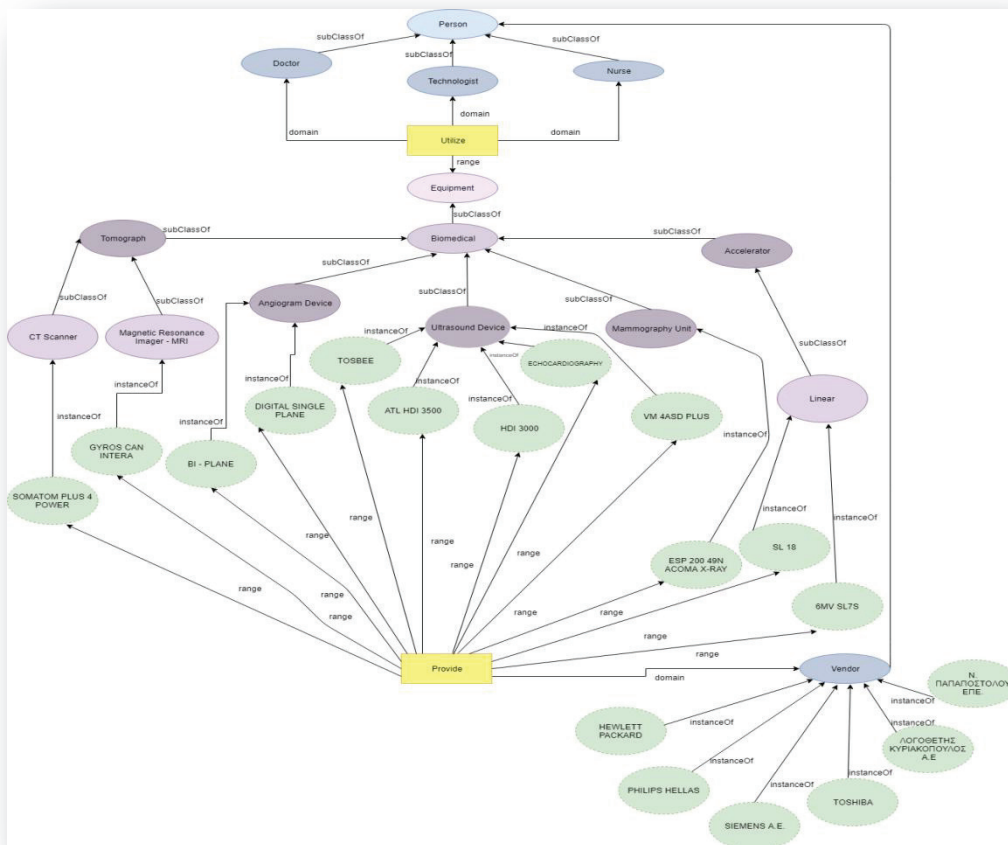 Person
subClassOf
subClassOf
subClassOf
Doctor
Technologist
Nurse
domain
domain
domain
Utilize
range
Equipment
subClassOf
Tomograph
subClassOf
Biomedical
subClassOf
Accelerator
subClassOf
subClassOf
subClassOf
subClassOf
subClassOf
Angiogram Device
Ultrasound Device
Mammography Unit
CT Scanner
Magnetic Resonance
Imager - MRI
instanceOf
instanceOf
TOSBEE
instanceOf
ECHOCARDIOGRAPHY
subClassOf
instanceOf
instanceOf
instanceOf
instanceOf
DIGITAL SINGLE
PLANE
ATL HDI 3500
HDI 3000
VM 4ASD PLUS
Linear
instanceOf
instanceOf
instanceOf
GYROS CAN
INTERA
BI - PLANE
SOMATOM PLUS 4
POWER
instanceOf
instanceOf
range
range
range
range
range
range
SL 18
ESP 200 49N
ACOMA X-RAY
range
range
range
6MV SL7S
range
range
Provide
domain
Vendor
Ν.
ΠΑΠΑΠΟΣΤΟΛΟΥ
ΕΠΕ.
instanceOf
HEWLETT
PACKARD
instanceOf
instanceOf
ΛΟΓΟΘΕΤΗΣ
ΚΥΡΙΑΚΟΠΟΥΛΟΣ
Α.Ε
instanceOf
PHILIPS HELLAS
instanceOf
instanceOf
TOSHIBA
SIEMENS A.E.